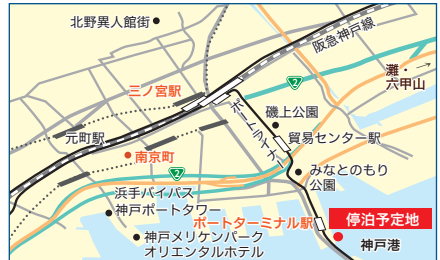 北野異人館街
阪急神戸線
灘・
六甲山
三ノ宮駅
2
ポートライナー
磯上公園
貿易センター駅
元町駅
南京町
2
みなとのもり
公園
浜手バイパス
神戸ポートタワー
ポートターミナル駅
停泊予定地
神戸港
神戸メリケンパーク
オリエンタルホテル